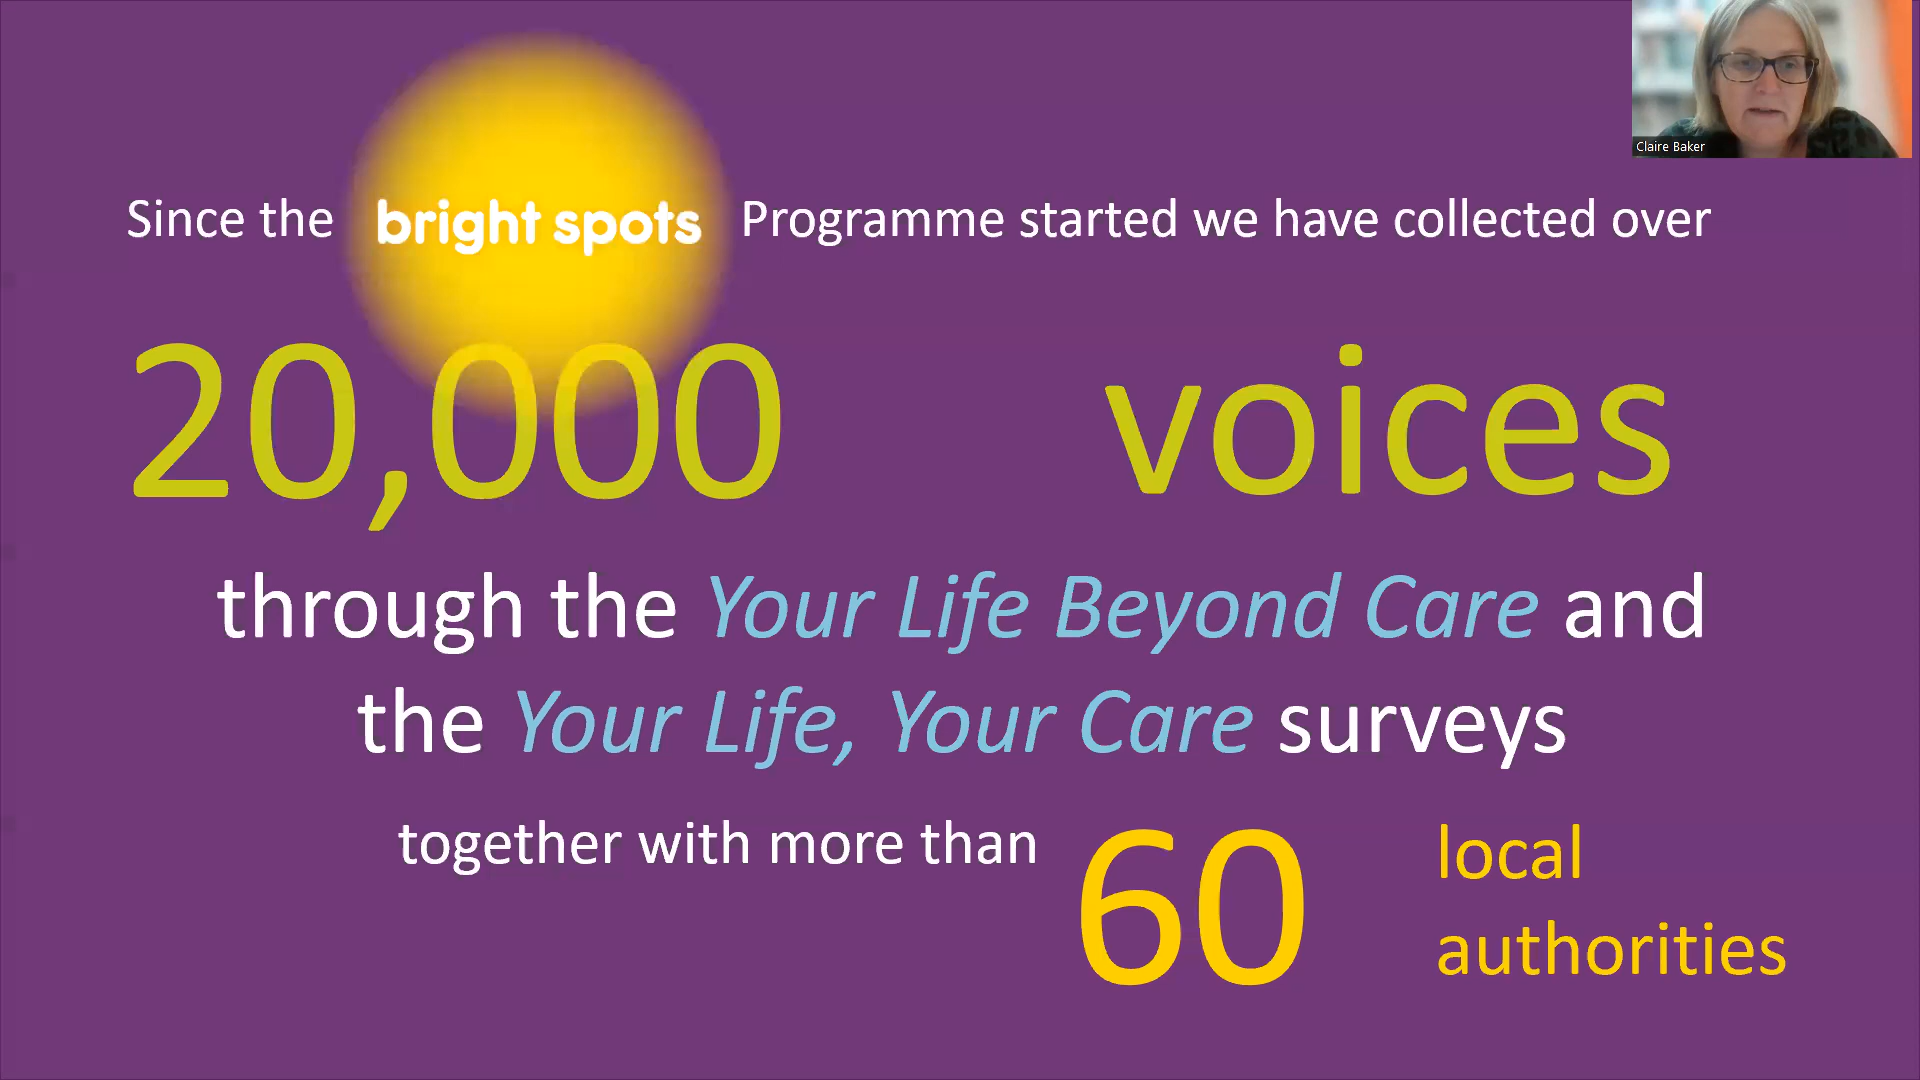 Claire Baker
Since the bright spots Programme started we have collected over
20,000 voices
through the Your Life Beyond Care and
the Your Life, Your Care surveys
together with more than 60 local
authorities